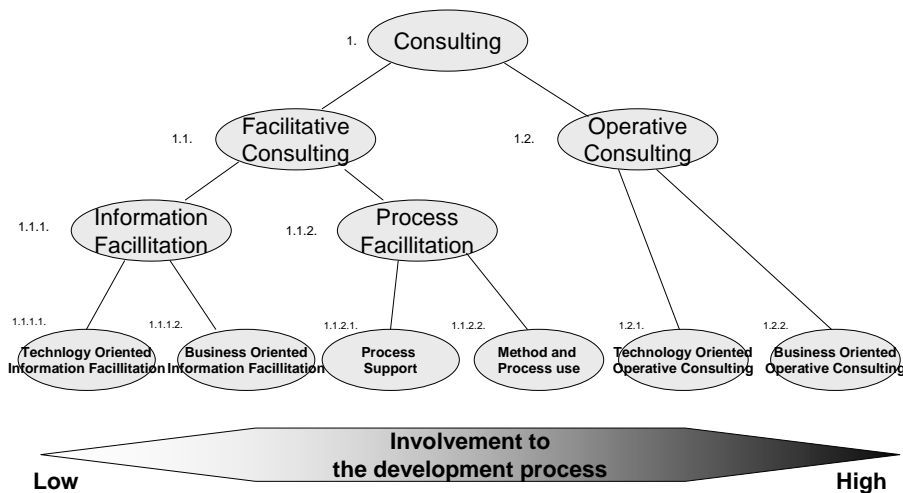 1.
Consulting
1.1.
Facilitative
Consulting
1.2.
Operative
Consulting
1.1.1.
Information
Facillitation
1.1.2.
Process
Facillitation
1.1.1.1.
Technology Oriented
Information Facillitation
1.1.1.2.
Business Oriented
Information Facillitation
1.1.2.1.
Process
Support
1.1.2.2.
Method and
Process use
1.2.1.
Technology Oriented
Operative Consulting
1.2.2.
Business Oriented
Operative Consulting
Involvement to
the development process
Low
High